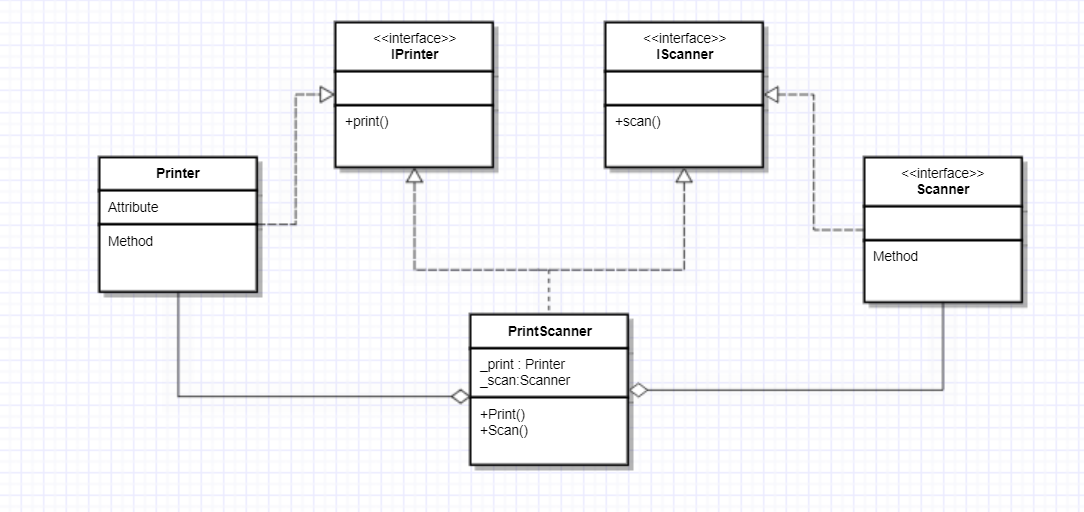 <<interface>>
IPrinter
+print()
<<interface>>
IScanner
+scan()
Printer
Attribute
Method
<<interface>>
Scanner
Method
PrintScanner
_print : Printer
_scan:Scanner
+Print()
+Scan()